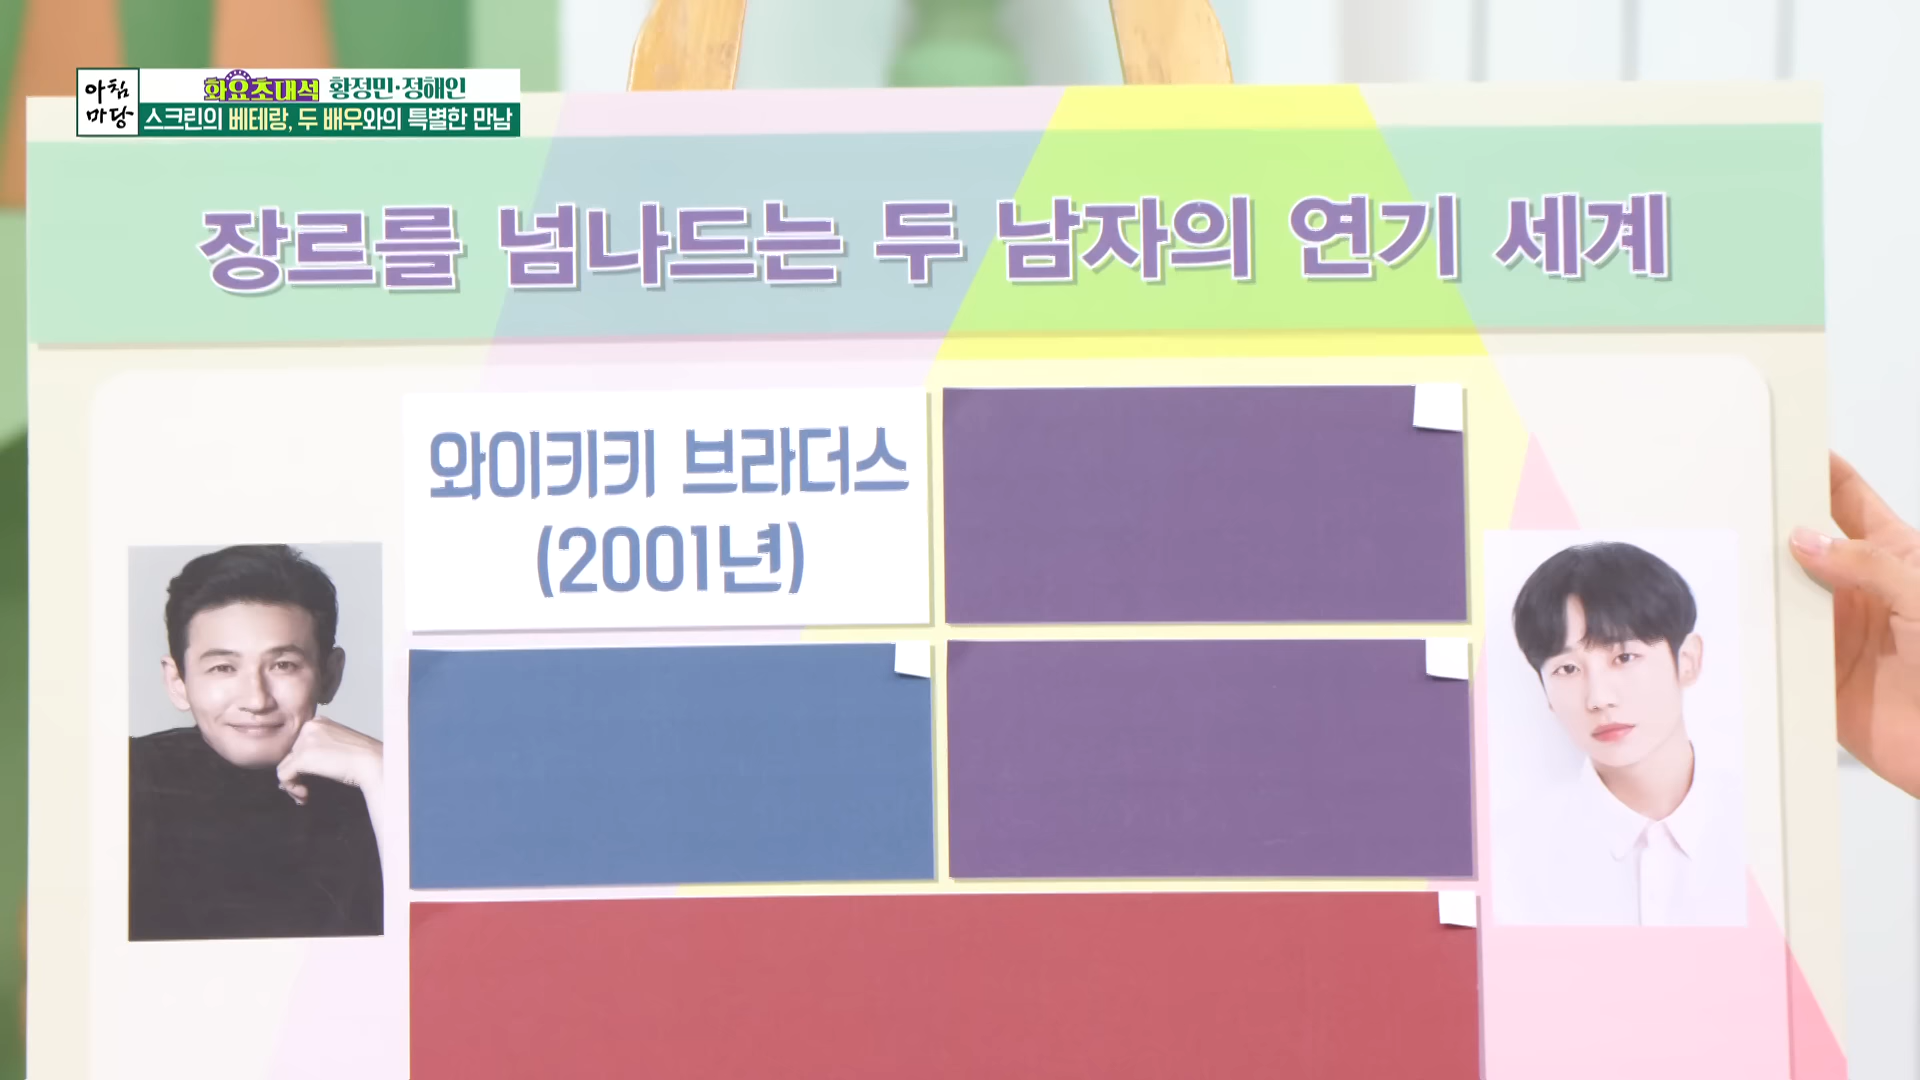 아침
마당
화요초대석 황정민·정해인
스크린의 베테랑, 두 배우와의 특별한 만남
장르를 넘나드는 두 남자의 연기 세계
와이키키 브라더스
(2001년)